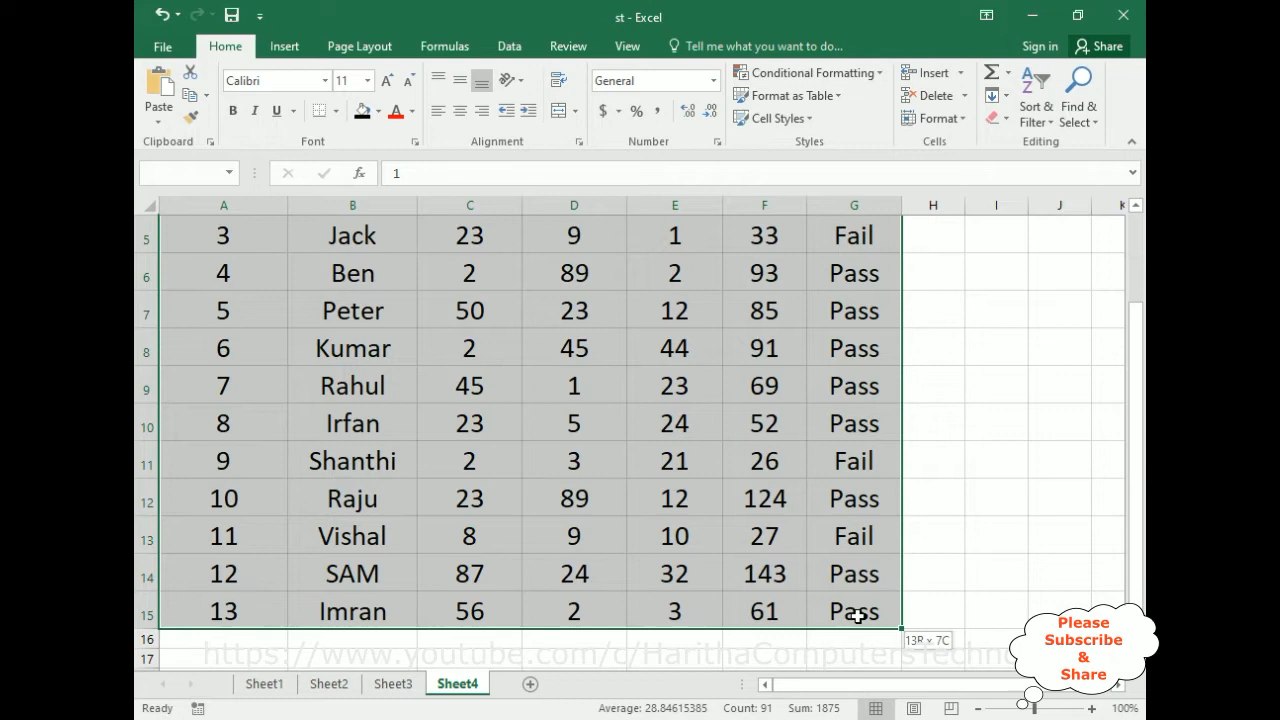 st - Excel
File Home Insert Page Layout Formulas Data Review View Tell me what you want to do... Sign in Share
Paste
Calibri 11
B I U
General
$ % ,
Conditional Formatting
Format as Table
Cell Styles
Insert
Delete
Format
Sort & Filter
Find & Select
Clipboard Font Alignment Number Styles Cells Editing
fx 1
A B C D E F G H I J K
5 3 Jack 23 9 1 33 Fail
6 4 Ben 2 89 2 93 Pass
7 5 Peter 50 23 12 85 Pass
8 6 Kumar 2 45 44 91 Pass
9 7 Rahul 45 1 23 69 Pass
10 8 Irfan 23 5 24 52 Pass
11 9 Shanthi 2 3 21 26 Fail
12 10 Raju 23 89 12 124 Pass
13 11 Vishal 8 9 10 27 Fail
14 12 SAM 87 24 32 143 Pass
15 13 Imran 56 2 3 61 Pass
16
13R x 7C
17
https://www.youtube.com/c/HarithaComputersTechno
Please
Subscribe
&
Share
Sheet1 Sheet2 Sheet3 Sheet4
Ready Average: 28.84615385 Count: 91 Sum: 1875 100%